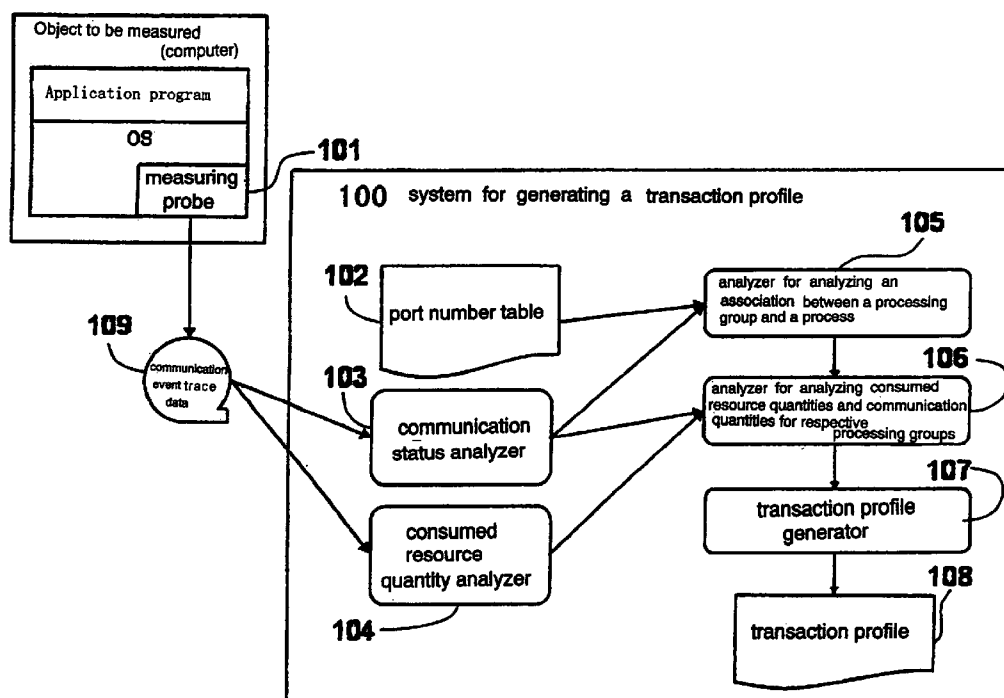 Object to be measured
(computer)
Application program
OS
101
measuring
probe
100 system for generating a transaction profile
105
102
port number table
analyzer for analyzing an
association between a processing
group and a process
109
communication
event trace
data
103
communication
status analyzer
106
analyzer for analyzing consumed
resource quantities and communication
quantities for respective
processing groups
107
transaction profile
generator
consumed
resource
quantity analyzer
104
108
transaction profile